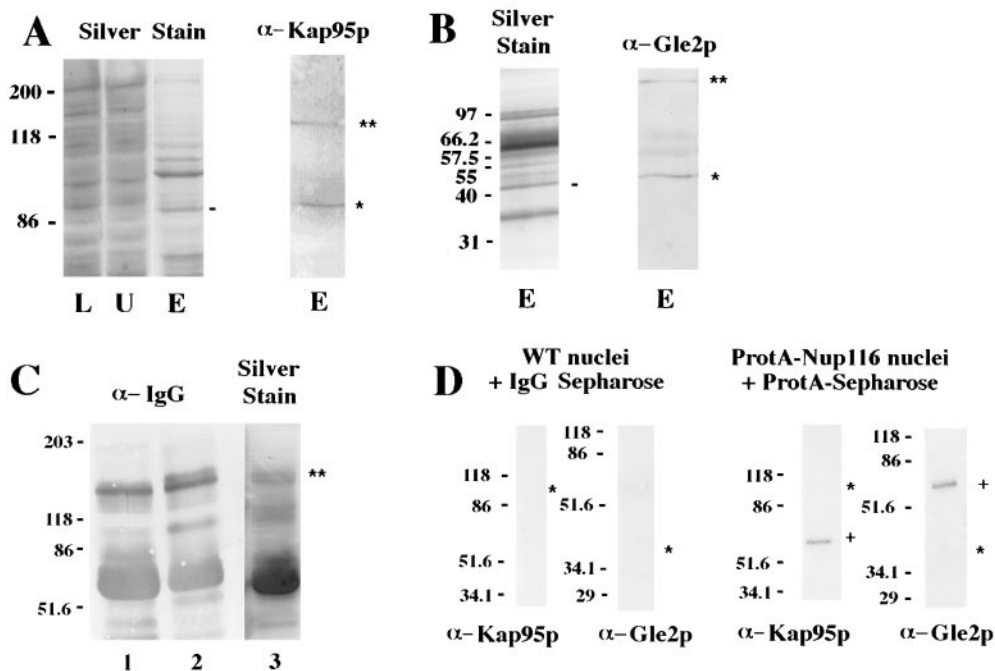 A
Silver Stain
α-Kap95p
200 -
118 -
86 -
-
**
*
L U E
E
B
Silver
Stain
α-Gle2p
97 -
66.2 -
57.5 -
55 -
40 -
31 -
-
**
*
E
E
C
α-IgG
Silver
Stain
203 -
118 -
86 -
51.6 -
**
1 2 3
D
WT nuclei
+ IgG Sepharose
118 -
86 -
51.6 -
34.1 -
*
118 -
86 -
51.6 -
34.1 -
29 -
*
α-Kap95p α-Gle2p
ProtA-Nup116 nuclei
+ ProtA-Sepharose
118 -
86 -
51.6 -
34.1 -
*
+
118 -
86 -
51.6 -
34.1 -
29 -
+
*
α-Kap95p α-Gle2p